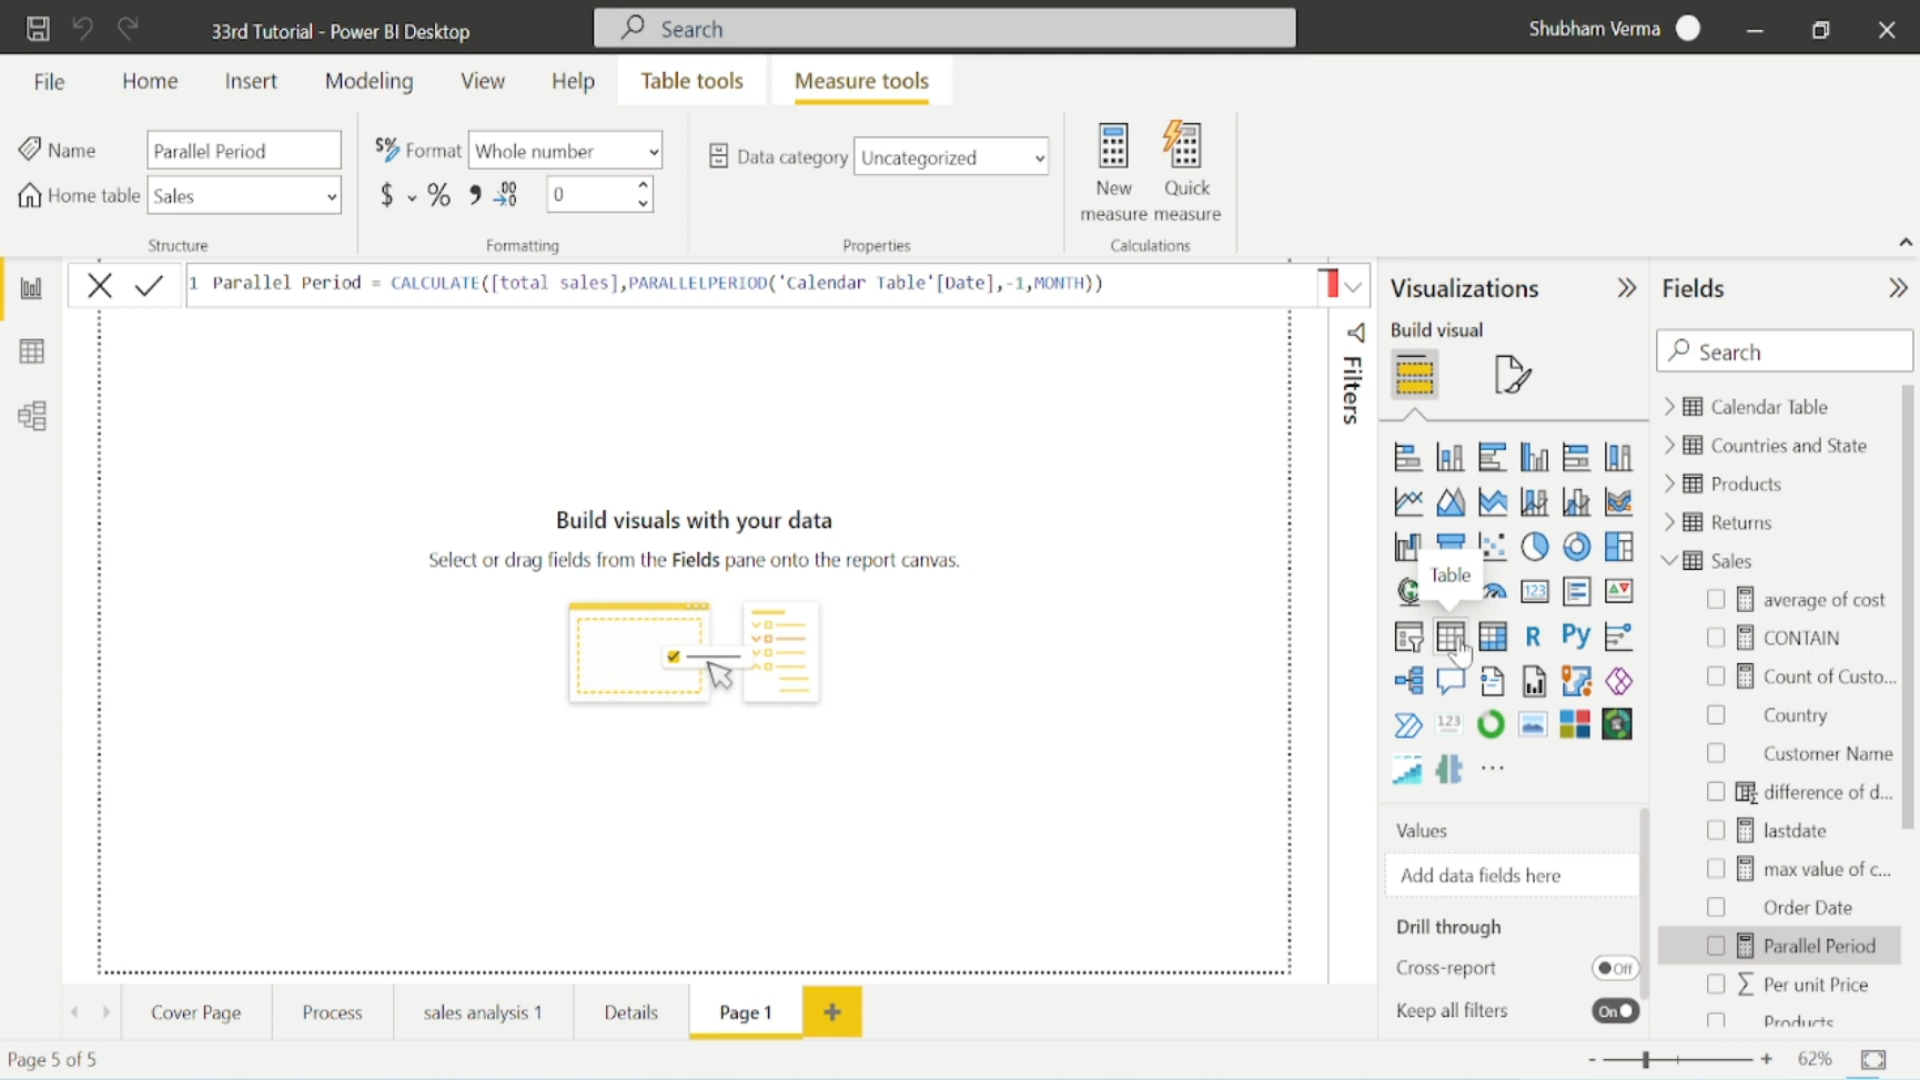 33rd Tutorial - Power BI Desktop
Search
Shubham Verma
File
Home
Insert
Modeling
View
Help
Table tools
Measure tools
Name
Parallel Period
Home table
Sales
Structure
$% Format
Whole number
$ % 9 .00
0
Formatting
Data category
Uncategorized
Properties
New measure
Quick measure
Calculations
1 Parallel Period = CALCULATE([total sales],PARALLELPERIOD('Calendar Table'[Date],-1,MONTH))
Build visuals with your data
Select or drag fields from the Fields pane onto the report canvas.
Filters
Visualizations
Build visual
Table
123
R
Py
123
Values
Add data fields here
Drill through
Cross-report
Off
Keep all filters
On
Fields
Search
Calendar Table
Countries and State
Products
Returns
Sales
average of cost
CONTAIN
Count of Custo...
Country
Customer Name
difference of d...
lastdate
max value of c...
Order Date
Parallel Period
Per unit Price
Products
Cover Page
Process
sales analysis 1
Details
Page 1
Page 5 of 5
62%